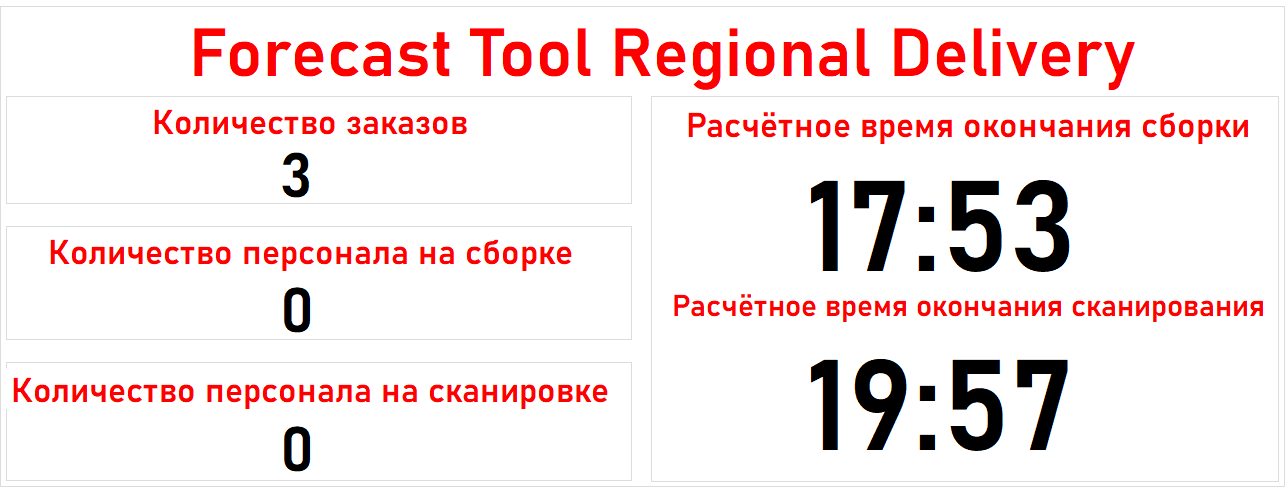 Forecast Tool Regional Delivery
Количество заказов
3
Количество персонала на сборке
0
Количество персонала на сканировке
0
Расчётное время окончания сборки
17:53
Расчётное время окончания сканирования
19:57